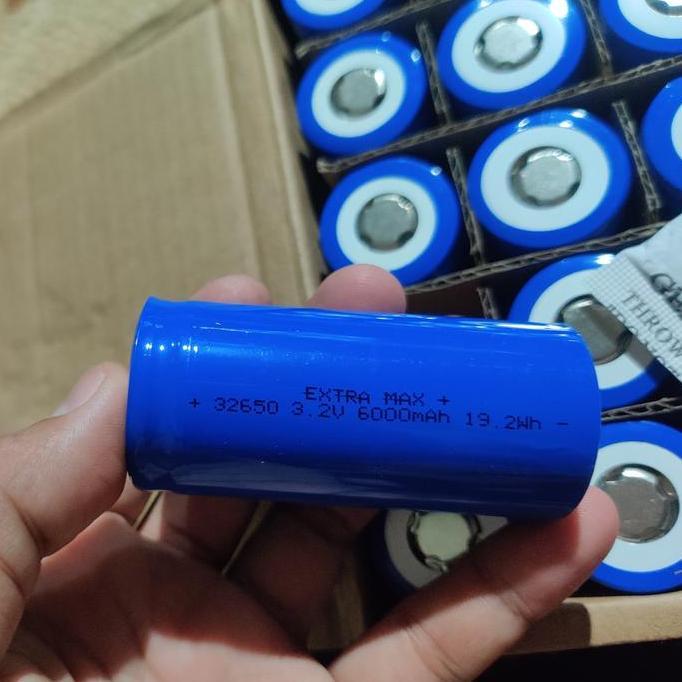 EXTRA MAX +
+ 32650 3.2V 6000mAh 19.2Wh -
THROW